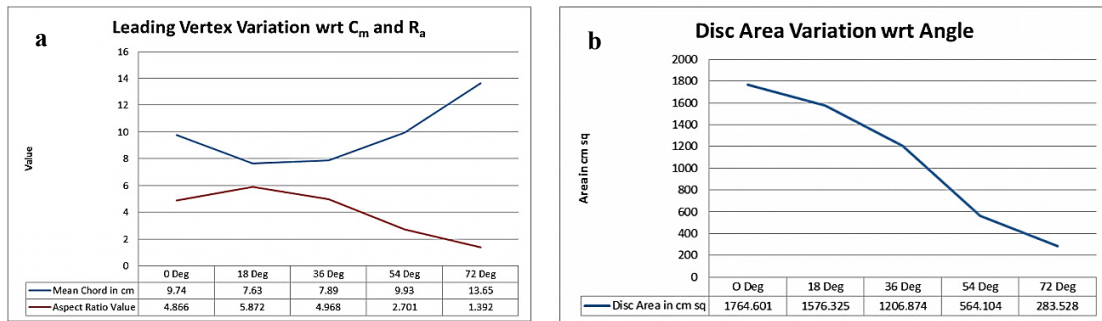 a
Leading Vertex Variation wrt Cm and Ra
Value
16
14
12
10
8
6
4
2
0
0 Deg 18 Deg 36 Deg 54 Deg 72 Deg
Mean Chord in cm 9.74 7.63 7.89 9.93 13.65
Aspect Ratio Value 4.866 5.872 4.968 2.701 1.392
b
Disc Area Variation wrt Angle
Area in cm sq
2000
1800
1600
1400
1200
1000
800
600
400
200
000
O Deg 18 Deg 36 Deg 54 Deg 72 Deg
Disc Area in cm sq 1764.601 1576.325 1206.874 564.104 283.528